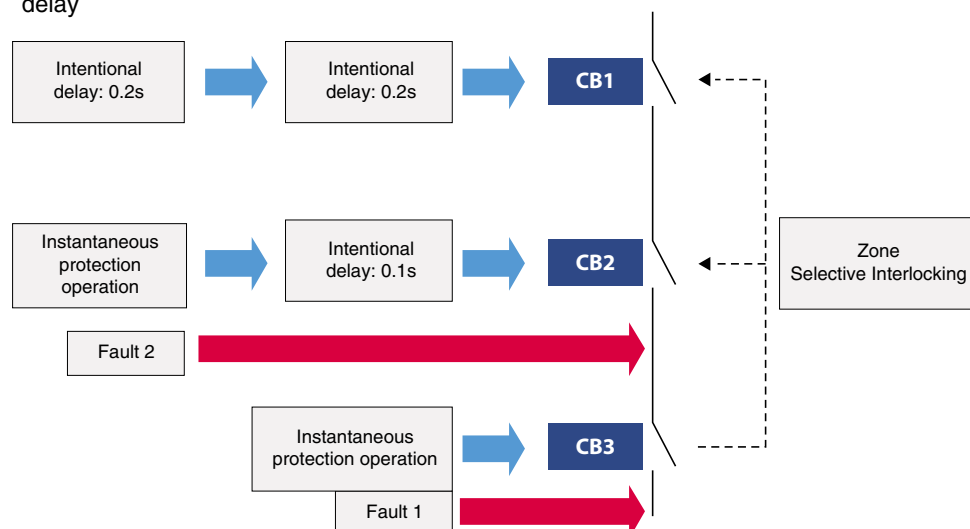 delay
Intentional
delay: 0.2s
Intentional
delay: 0.2s
CB1
Instantaneous
protection
operation
Intentional
delay: 0.1s
CB2
Zone
Selective Interlocking
Fault 2
Instantaneous
protection operation
CB3
Fault 1